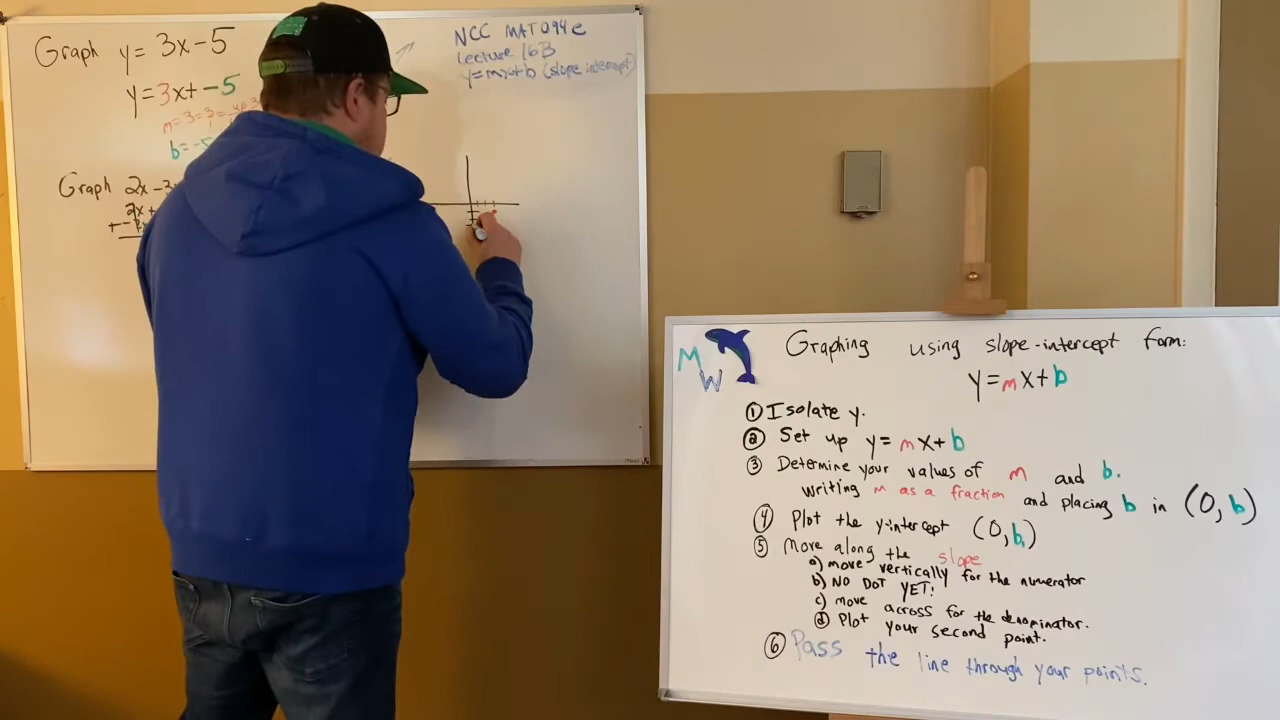 Graph y = 3x - 5
y = 3x + -5
m = 3 = 3/1 =
b = -5
Graph 2x - 3
2x +
NCC MAT094e
Lecture 16B
y = mx+b (slope intercept)
MW
Graphing using slope-intercept form:
y = mx + b
① Isolate y.
② Set up y = mx + b
③ Determine your values of m and b.
writing m as a fraction and placing b in (0, b)
④ Plot the y-intercept (0, b)
⑤ Move along the slope
a) move vertically for the numerator
b) NO DOT YET!
c) move across for the denominator.
d) Plot your second point.
⑥ Pass the line through your points.